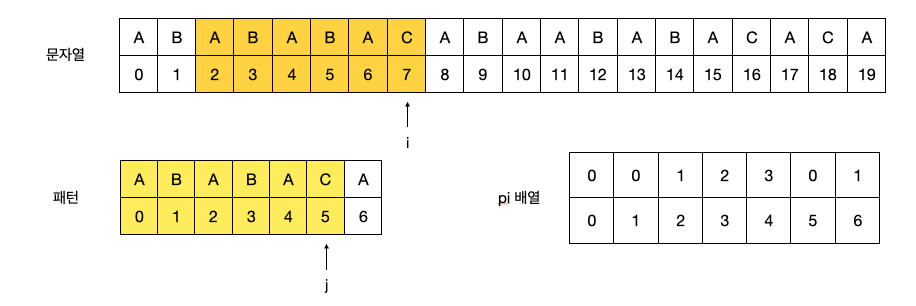 문자열 A B A B A B A C A B A A B A B A C A C A
0 1 2 3 4 5 6 7 8 9 10 11 12 13 14 15 16 17 18 19
i
패턴 A B A B A C A
0 1 2 3 4 5 6
j
pi 배열 0 0 1 2 3 0 1
0 1 2 3 4 5 6